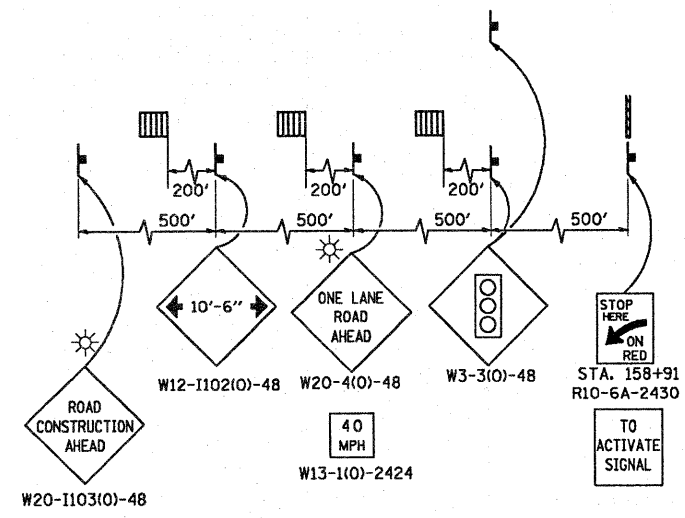 200'
200'
200'
500'
500'
500'
500'
10'-6"
ONE LANE
ROAD
AHEAD
STOP
HERE
ON
RED
W12-I102(O)-48
W20-4(O)-48
W3-3(O)-48
STA. 158+91
R10-6A-2430
ROAD
CONSTRUCTION
AHEAD
40
MPH
TO
ACTIVATE
SIGNAL
W13-1(O)-2424
W20-I103(O)-48